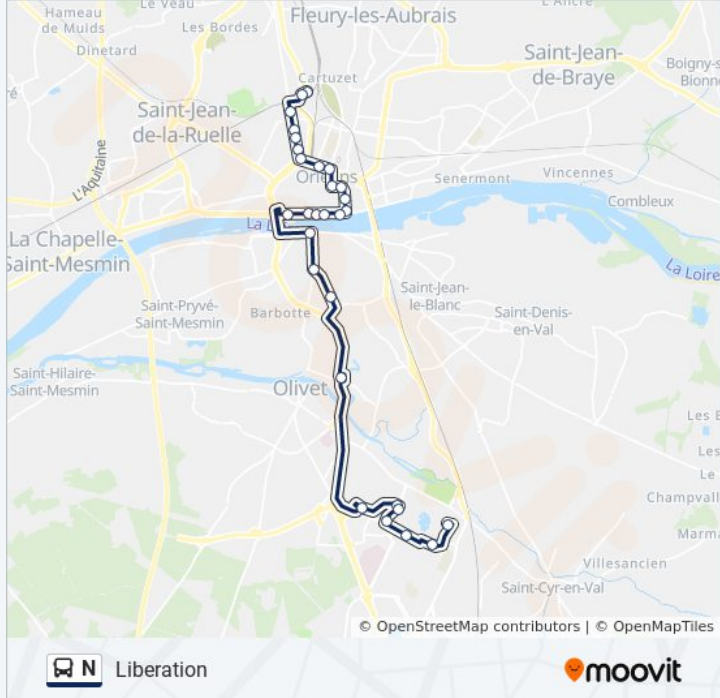 Hameau
de Muids
Le Veau
Les Bordes
Dinetard
Fleury-les-Aubrais
L'Ancre
Saint-Jean-
de-Braye
Boigny-s
Bionne
Cartuzet
Saint-Jean-
de-la-Ruelle
L'Aquitaine
Orléans
Senermont
Vincennes
Combleux
La Loire
La Chapelle-
Saint-Mesmin
Saint-Jean-
le-Blanc
Saint-Pryvé-
Saint-Mesmin
Barbotte
Saint-Denis-
en-Val
Saint-Hilaire-
Saint-Mesmin
Olivet
Les B
Les
Le
Champvall
Marm
Villesancien
Saint-Cyr-en-Val
© OpenStreetMap contributors | © OpenMapTiles
N Liberation
moovit